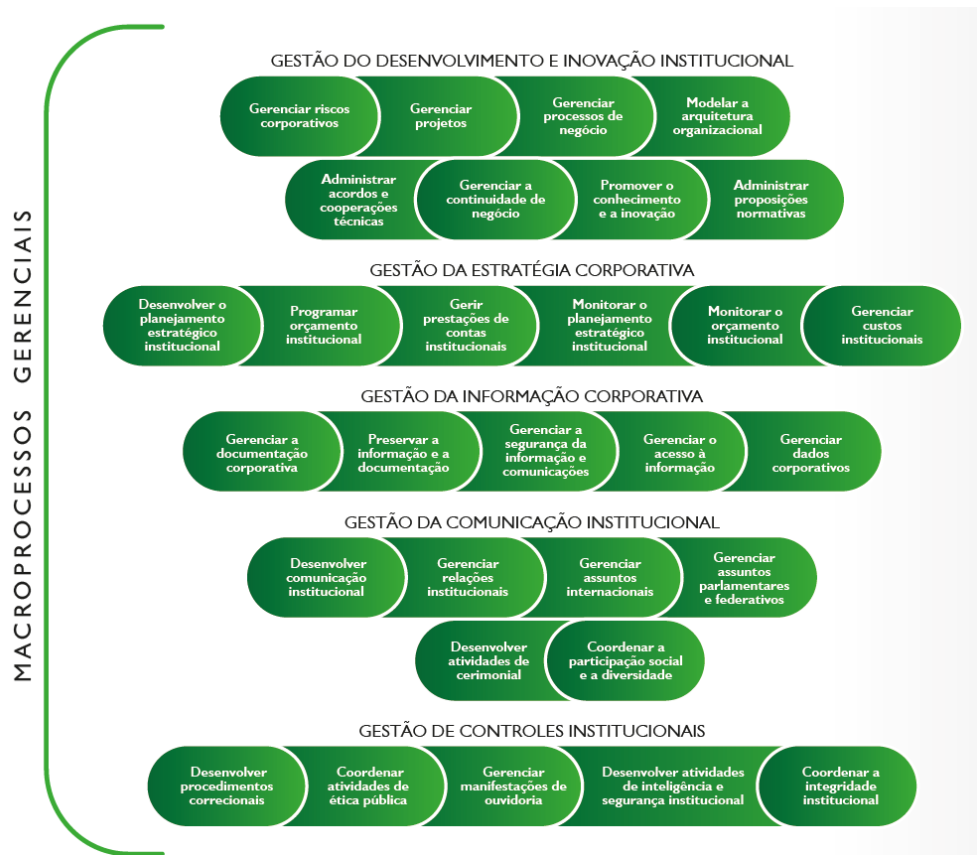 MACROPROCESSOS GERENCIAIS
GESTÃO DO DESENVOLVIMENTO E INOVAÇÃO INSTITUCIONAL
Gerenciar riscos
corporativos
Gerenciar
projetos
Gerenciar
processos de
negócio
Modelar a
arquitetura
organizacional
Administrar
acordos e
cooperações
técnicas
Gerenciar a
continuidade de
negócio
Promover o
conhecimento
e a inovação
Administrar
proposições
normativas
GESTÃO DA ESTRATÉGIA CORPORATIVA
Desenvolver o
planejamento
estratégico
institucional
Programar
orçamento
institucional
Gerir
prestações de
contas
institucionais
Monitorar o
planejamento
estratégico
institucional
Monitorar o
orçamento
institucional
Gerenciar
custos
institucionais
GESTÃO DA INFORMAÇÃO CORPORATIVA
Gerenciar a
documentação
corporativa
Preservar a
informação e a
documentação
Gerenciar a
segurança da
informação e
comunicações
Gerenciar o
acesso à
informação
Gerenciar
dados
corporativos
GESTÃO DA COMUNICAÇÃO INSTITUCIONAL
Desenvolver
comunicação
institucional
Gerenciar
relações
institucionais
Gerenciar
assuntos
internacionais
Gerenciar
assuntos
parlamentares
e federativos
Desenvolver
atividades de
cerimonial
Coordenar a
participação social
e a diversidade
GESTÃO DE CONTROLES INSTITUCIONAIS
Desenvolver
procedimentos
correcionais
Coordenar
atividades de
ética pública
Gerenciar
manifestações de
ouvidoria
Desenvolver atividades
de inteligência e
segurança institucional
Coordenar a
integridade
institucional